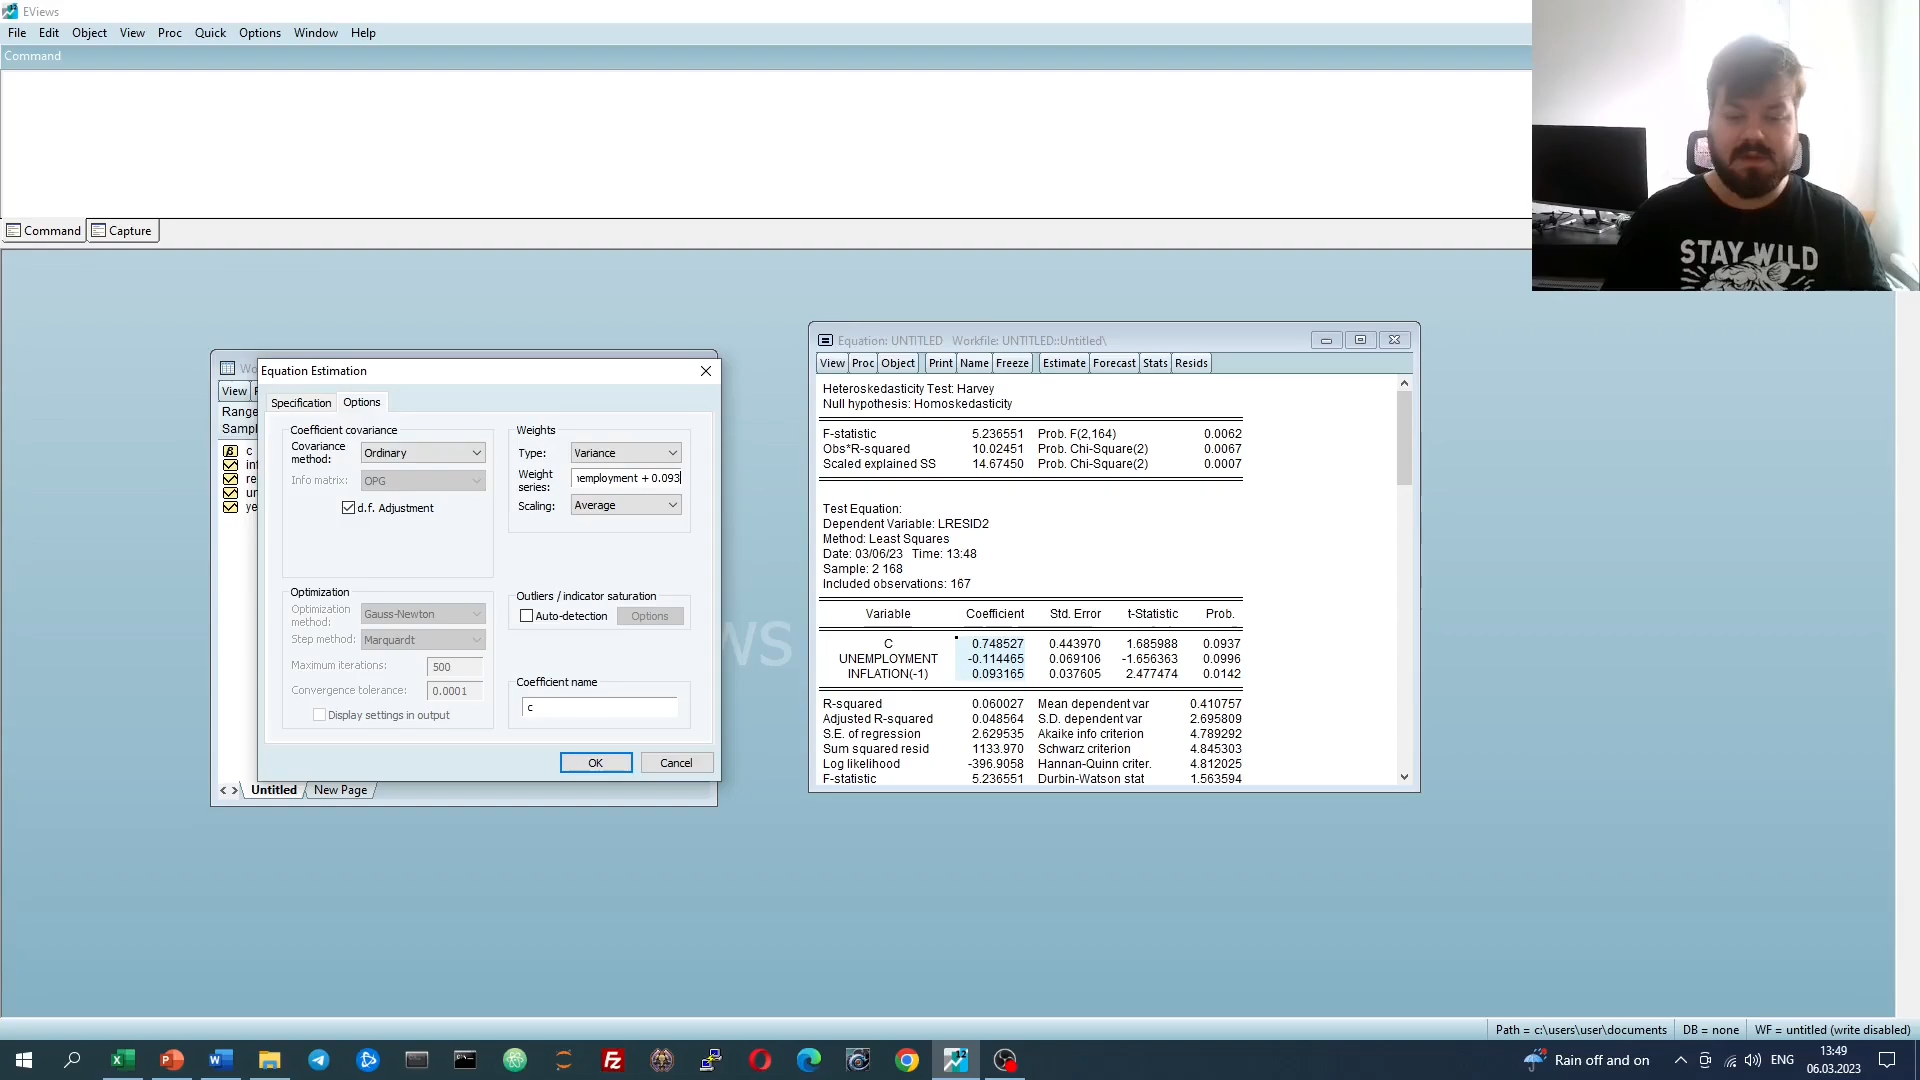 EViews
File Edit Object View Proc Quick Options Window Help
Command
Command Capture
STAY WILD
Equation: UNTITLED Workfile: UNTITLED::Untitled\
View Proc Object Print Name Freeze Estimate Forecast Stats Resids
Heteroskedasticity Test: Harvey
Null hypothesis: Homoskedasticity
F-statistic 5.236551 Prob. F(2,164) 0.0062
Obs*R-squared 10.02451 Prob. Chi-Square(2) 0.0067
Scaled explained SS 14.67450 Prob. Chi-Square(2) 0.0007
Test Equation:
Dependent Variable: LRESID2
Method: Least Squares
Date: 03/06/23 Time: 13:48
Sample: 2 168
Included observations: 167
Variable Coefficient Std. Error t-Statistic Prob.
C 0.748527 0.443970 1.685988 0.0937
UNEMPLOYMENT -0.114465 0.069106 -1.656363 0.0996
INFLATION(-1) 0.093165 0.037605 2.477474 0.0142
R-squared 0.060027 Mean dependent var 0.410757
Adjusted R-squared 0.048564 S.D. dependent var 2.695809
S.E. of regression 2.629535 Akaike info criterion 4.789292
Sum squared resid 1133.970 Schwarz criterion 4.845303
Log likelihood -396.9058 Hannan-Quinn criter. 4.812025
F-statistic 5.236551 Durbin-Watson stat 1.563594
Wo
View
Range
Sampl
c
int
re
un
ye
Untitled New Page
Equation Estimation
Specification Options
Coefficient covariance
Covariance method: Ordinary
Info matrix: OPG
d.f. Adjustment
Weights
Type: Variance
Weight series: nemployment + 0.093
Scaling: Average
Optimization
Optimization method: Gauss-Newton
Step method: Marquardt
Maximum iterations: 500
Convergence tolerance: 0.0001
Display settings in output
Outliers / indicator saturation
Auto-detection Options
Coefficient name
c
OK Cancel
WS
Path = c:\users\user\documents DB = none WF = untitled (write disabled)
Rain off and on ENG 13:49
06.03.2023